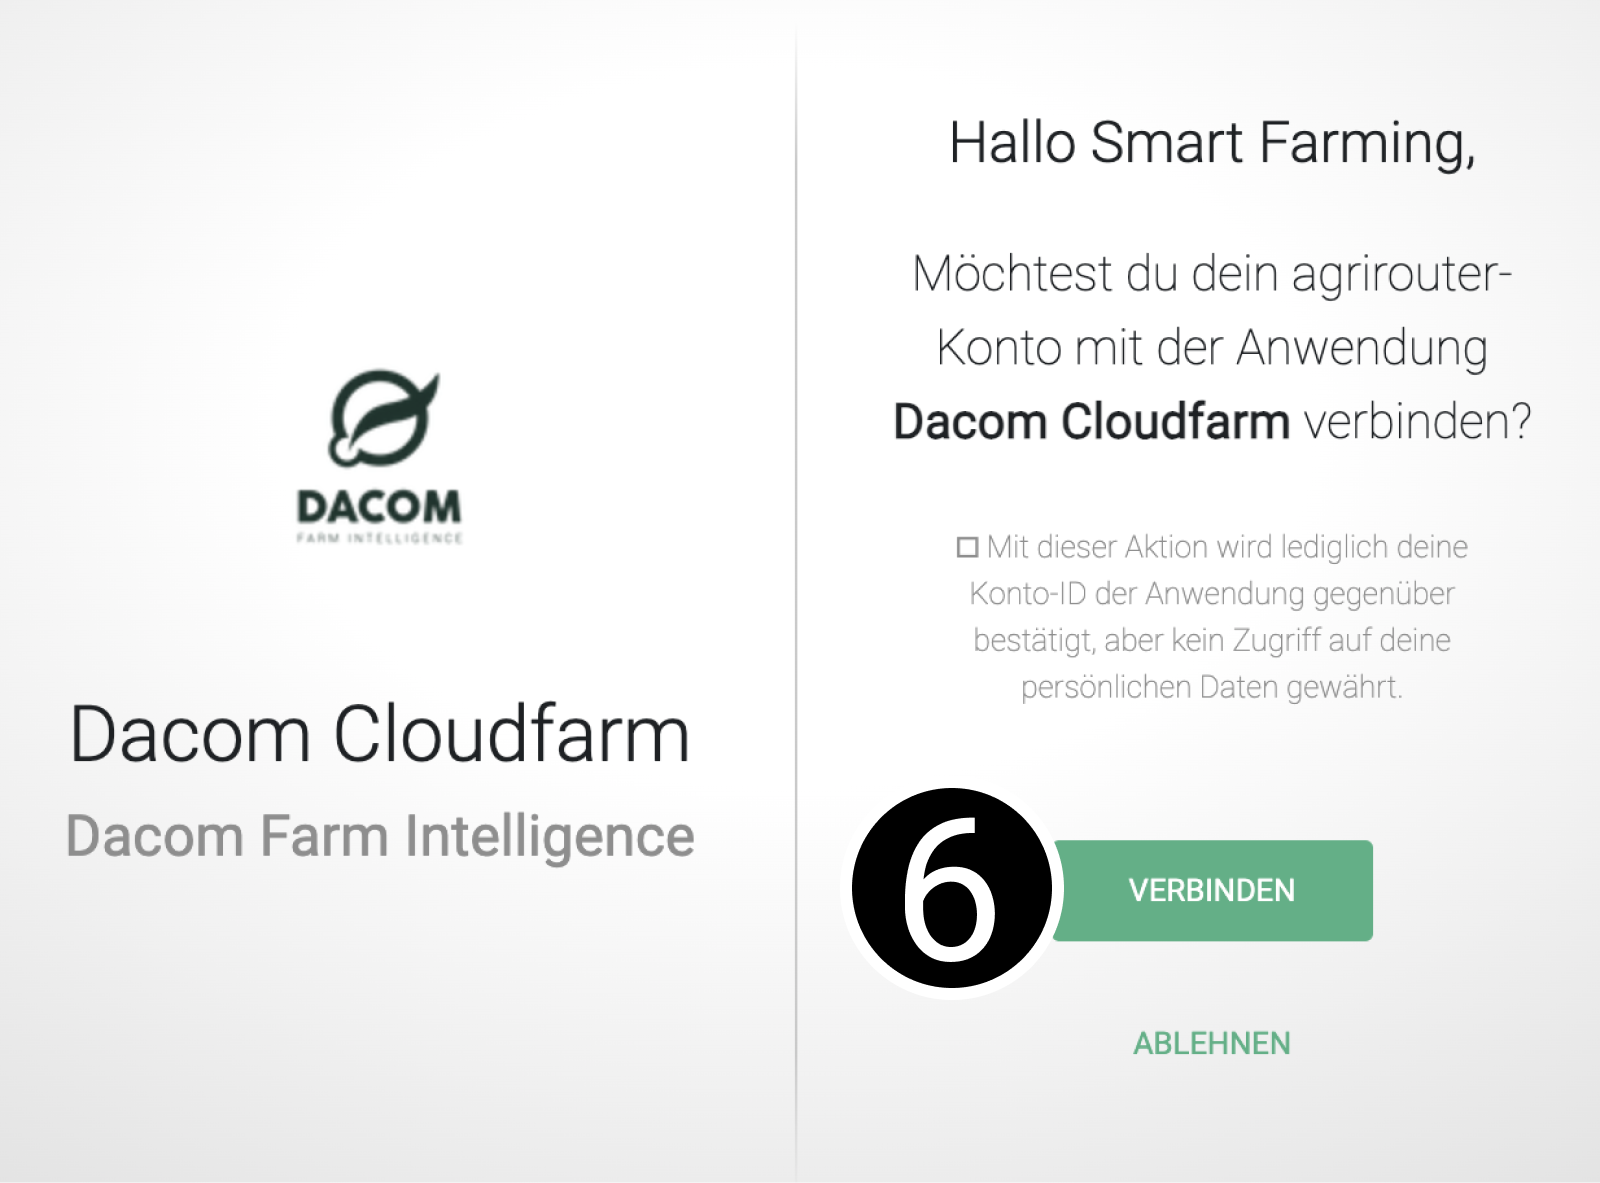 DACOM
FARM INTELLIGENCE
Dacom Cloudfarm
Dacom Farm Intelligence
Hallo Smart Farming,
Möchtest du dein agrirouter-
Konto mit der Anwendung
Dacom Cloudfarm verbinden?
Mit dieser Aktion wird lediglich deine
Konto-ID der Anwendung gegenüber
bestätigt, aber kein Zugriff auf deine
persönlichen Daten gewährt.
6
VERBINDEN
ABLEHNEN